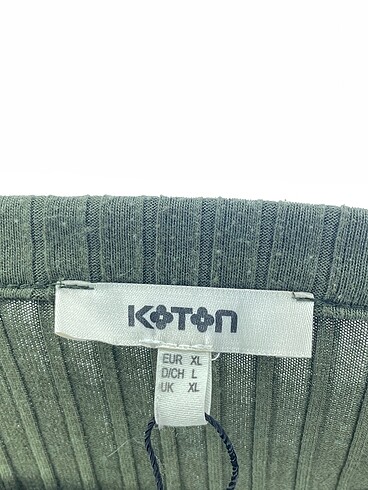 KOTON
EUR XL
D/CH L
UK XL